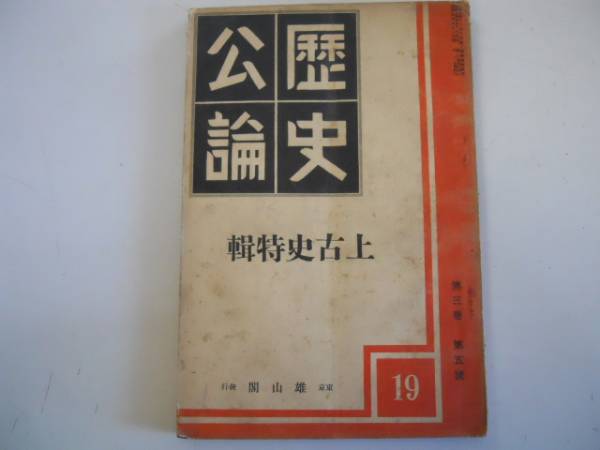 歷史
公論
上古史特輯
第三卷 第五號
19
東京 雄山閣 發行